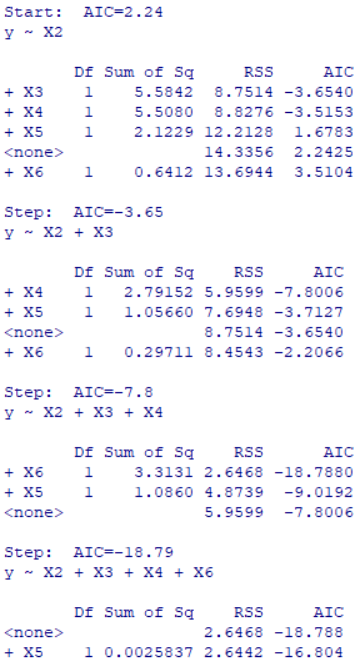 Start:  AIC=2.24
y ~ X2
       Df Sum of Sq     RSS     AIC
+ X3    1    5.5842  8.7514 -3.6540
+ X4    1    5.5080  8.8276 -3.5153
+ X5    1    2.1229 12.2128  1.6783
<none>              14.3356  2.2425
+ X6    1    0.6412 13.6944  3.5104
Step:  AIC=-3.65
y ~ X2 + X3
       Df Sum of Sq    RSS     AIC
+ X4    1   2.79152 5.9599 -7.8006
+ X5    1   1.05660 7.6948 -3.7127
<none>              8.7514 -3.6540
+ X6    1   0.29711 8.4543 -2.2066
Step:  AIC=-7.8
y ~ X2 + X3 + X4
       Df Sum of Sq    RSS      AIC
+ X6    1    3.3131 2.6468 -18.7880
+ X5    1    1.0860 4.8739  -9.0192
<none>              5.9599  -7.8006
Step:  AIC=-18.79
y ~ X2 + X3 + X4 + X6
       Df Sum of Sq    RSS     AIC
<none>              2.6468 -18.788
+ X5    1 0.0025837 2.6442 -16.804